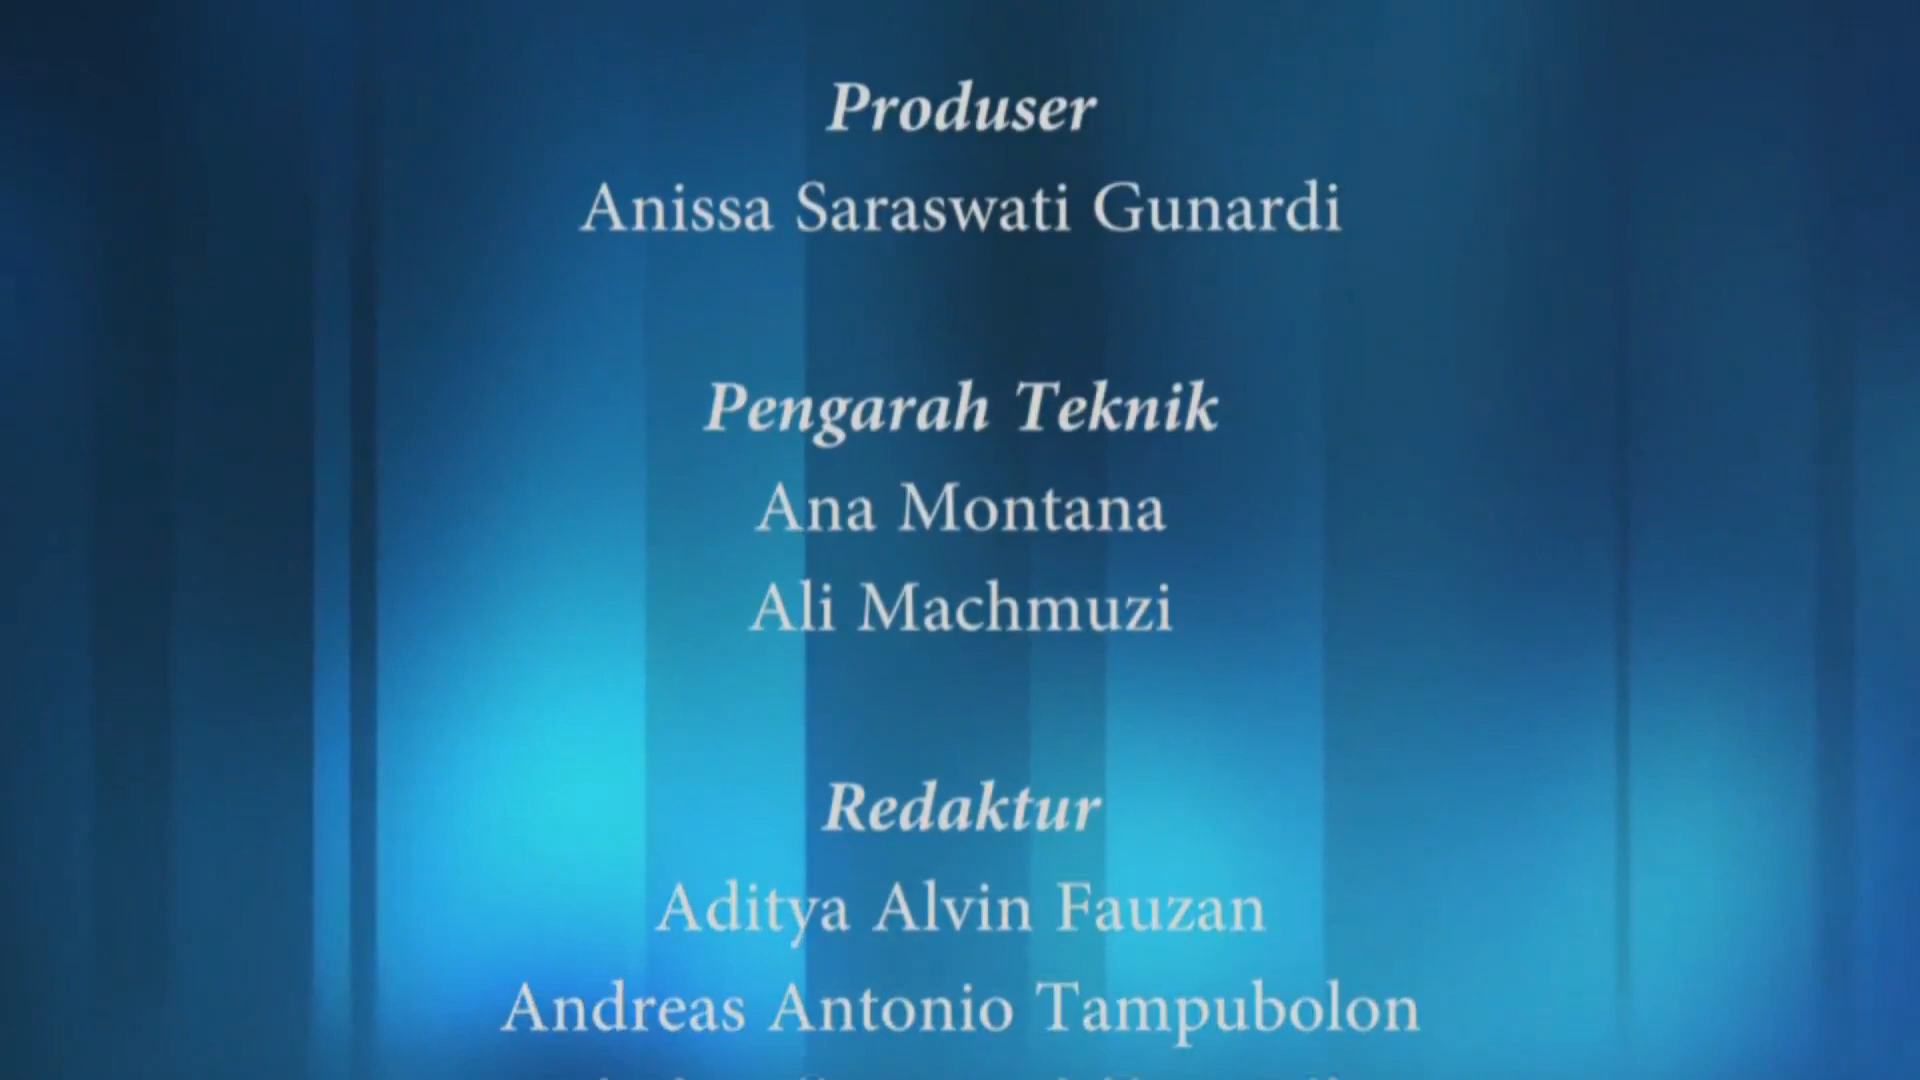 Produser
Anissa Saraswati Gunardi
Pengarah Teknik
Ana Montana
Ali Machmuzi
Redaktur
Aditya Alvin Fauzan
Andreas Antonio Tampubolon